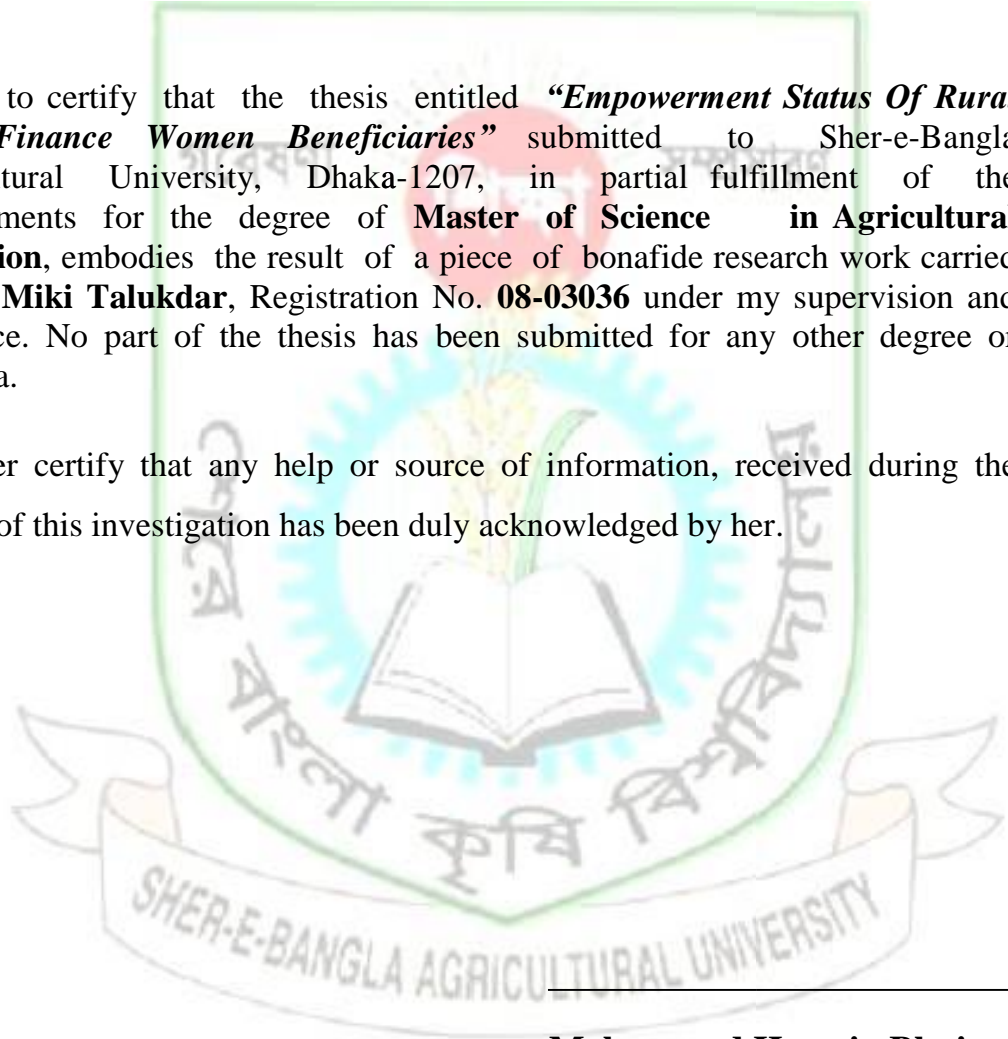 to certify that the thesis entitled “Empowerment Status Of Rural
Finance Women Beneficiaries” submitted to Sher-e-Bangla
tural University, Dhaka-1207, in partial fulfillment of the
ments for the degree of Master of Science in Agricultural
ion, embodies the result of a piece of bonafide research work carried
Miki Talukdar, Registration No. 08-03036 under my supervision and
ce. No part of the thesis has been submitted for any other degree or
a.
er certify that any help or source of information, received during the
of this investigation has been duly acknowledged by her.
শেরে বাংলা কৃষি বিশ্ববিদ্যালয়
SHER-E-BANGLA AGRICULTURAL UNIVERSITY